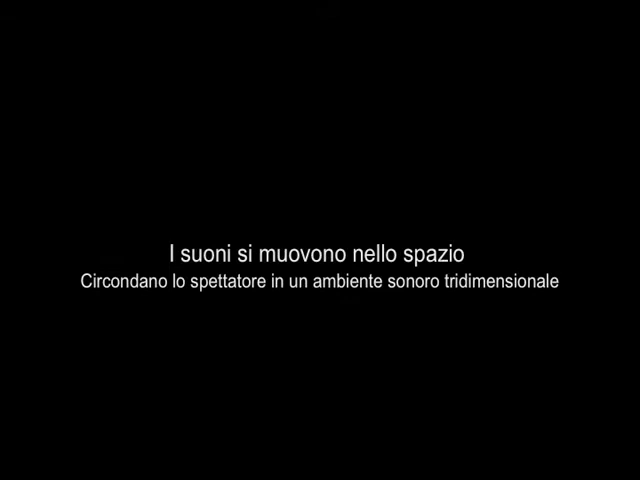 I suoni si muovono nello spazio
Circondano lo spettatore in un ambiente sonoro tridimensionale